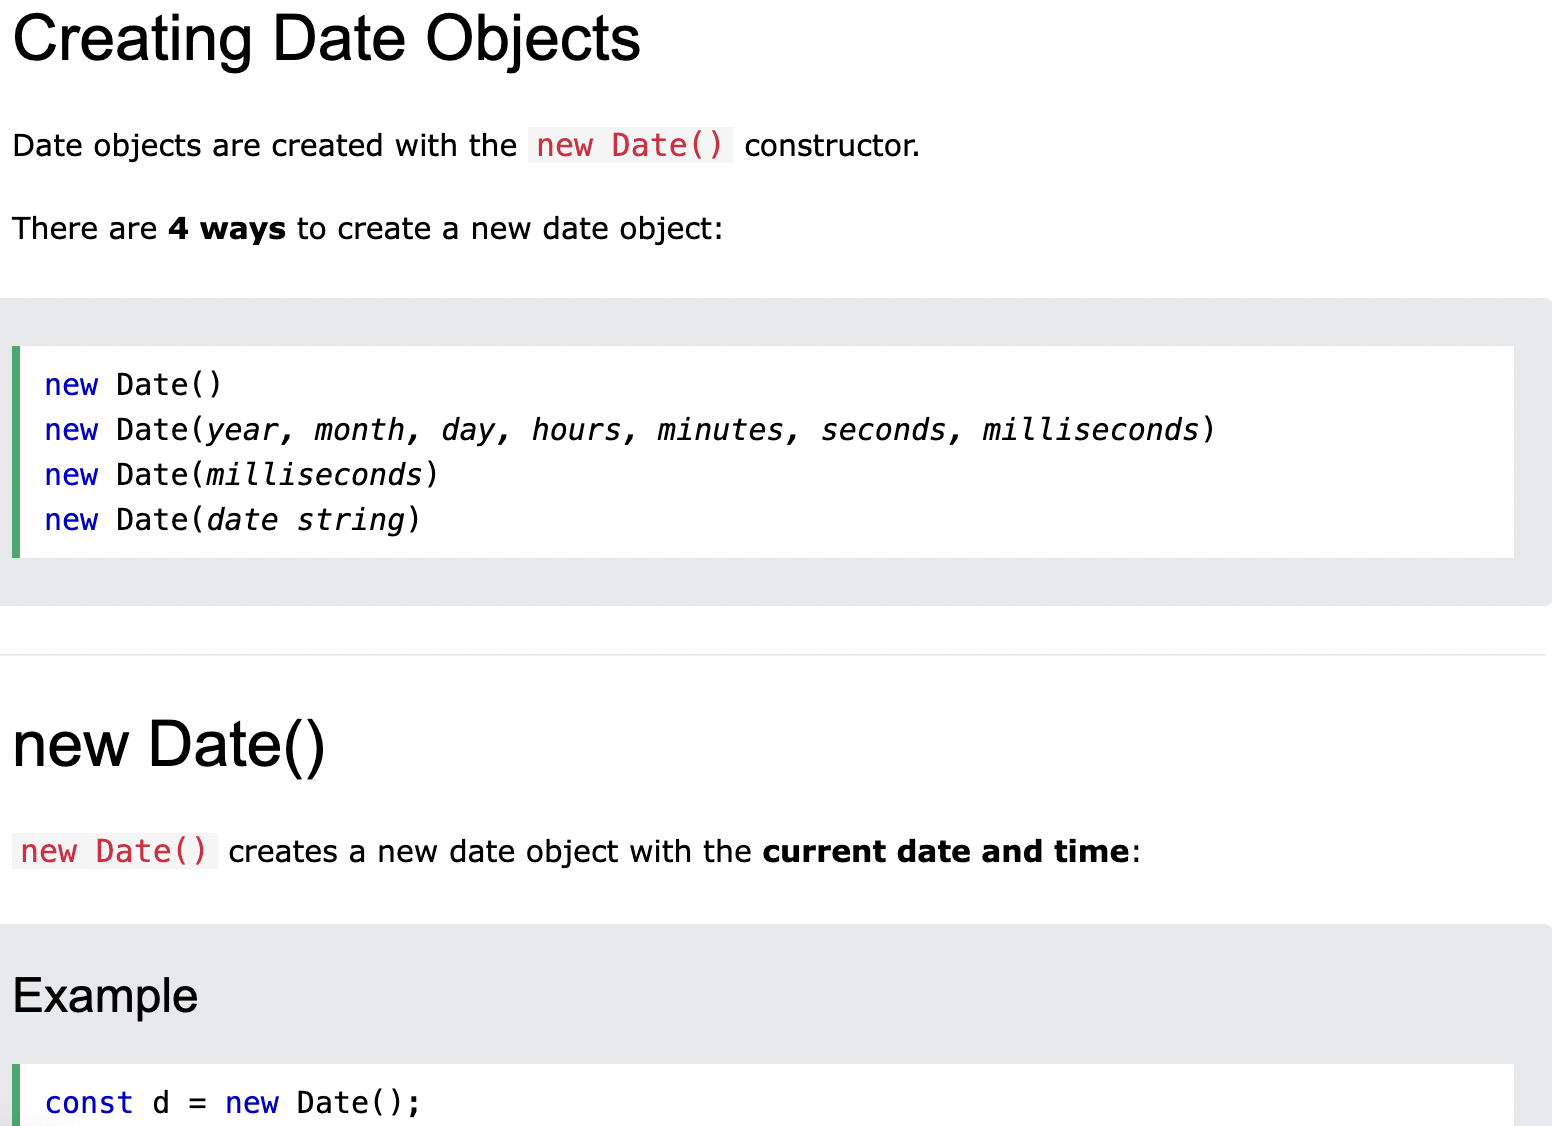 Creating Date Objects
Date objects are created with the new Date() constructor.
There are 4 ways to create a new date object:
new Date()
new Date(year, month, day, hours, minutes, seconds, milliseconds)
new Date(milliseconds)
new Date(date string)
new Date()
new Date() creates a new date object with the current date and time:
Example
const d = new Date();